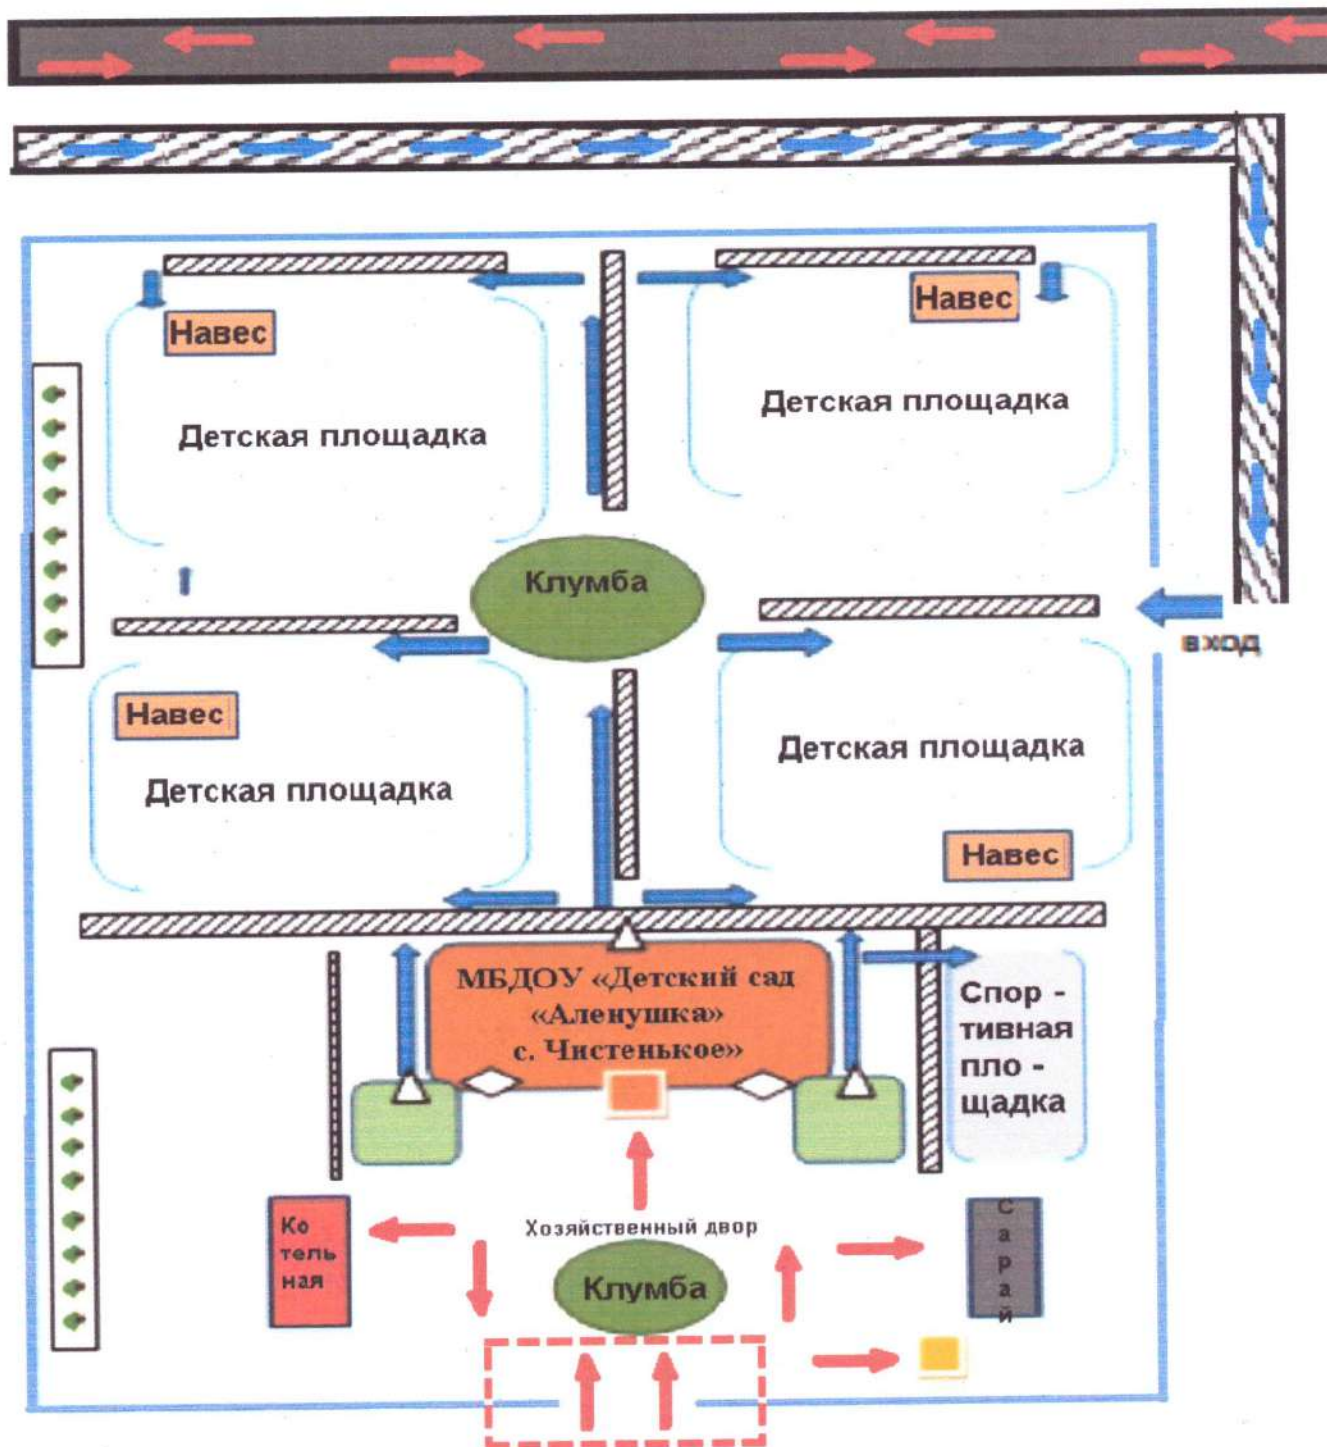 Навес
Навес
Детская площадка
Детская площадка
Клумба
вход
Навес
Детская площадка
Детская площадка
Навес
МБДОУ «Детский сад
«Аленушка»
с. Чистенькое»
Спор -
тивная
пло -
щадка
Хозяйственный двор
Ко
тель
ная
Клумба
С
а
р
а
й